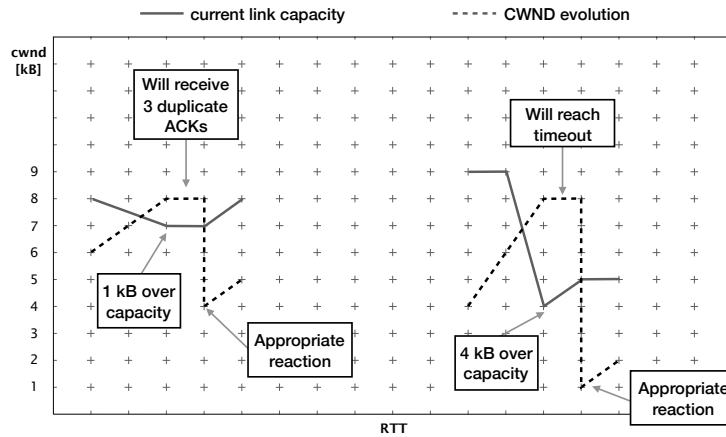 current link capacity
CWND evolution
cwnd
[kB]
Will receive
3 duplicate
ACKs
Will reach
timeout
9
8
7
6
5
4
3
2
1
1 kB over
capacity
Appropriate
reaction
4 kB over
capacity
Appropriate
reaction
RTT